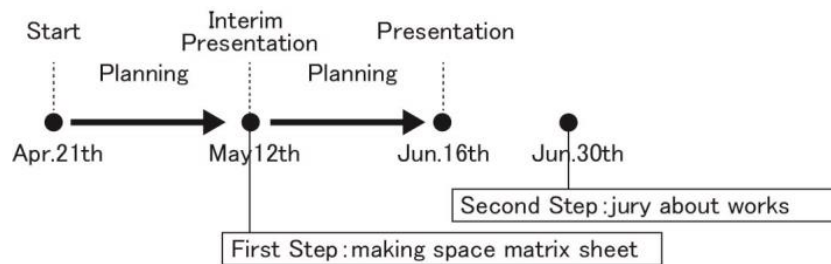 Start
Interim
Presentation
Presentation
Planning
Planning
Apr.21th
May12th
Jun.16th
Jun.30th
Second Step:jury about works
First Step:making space matrix sheet